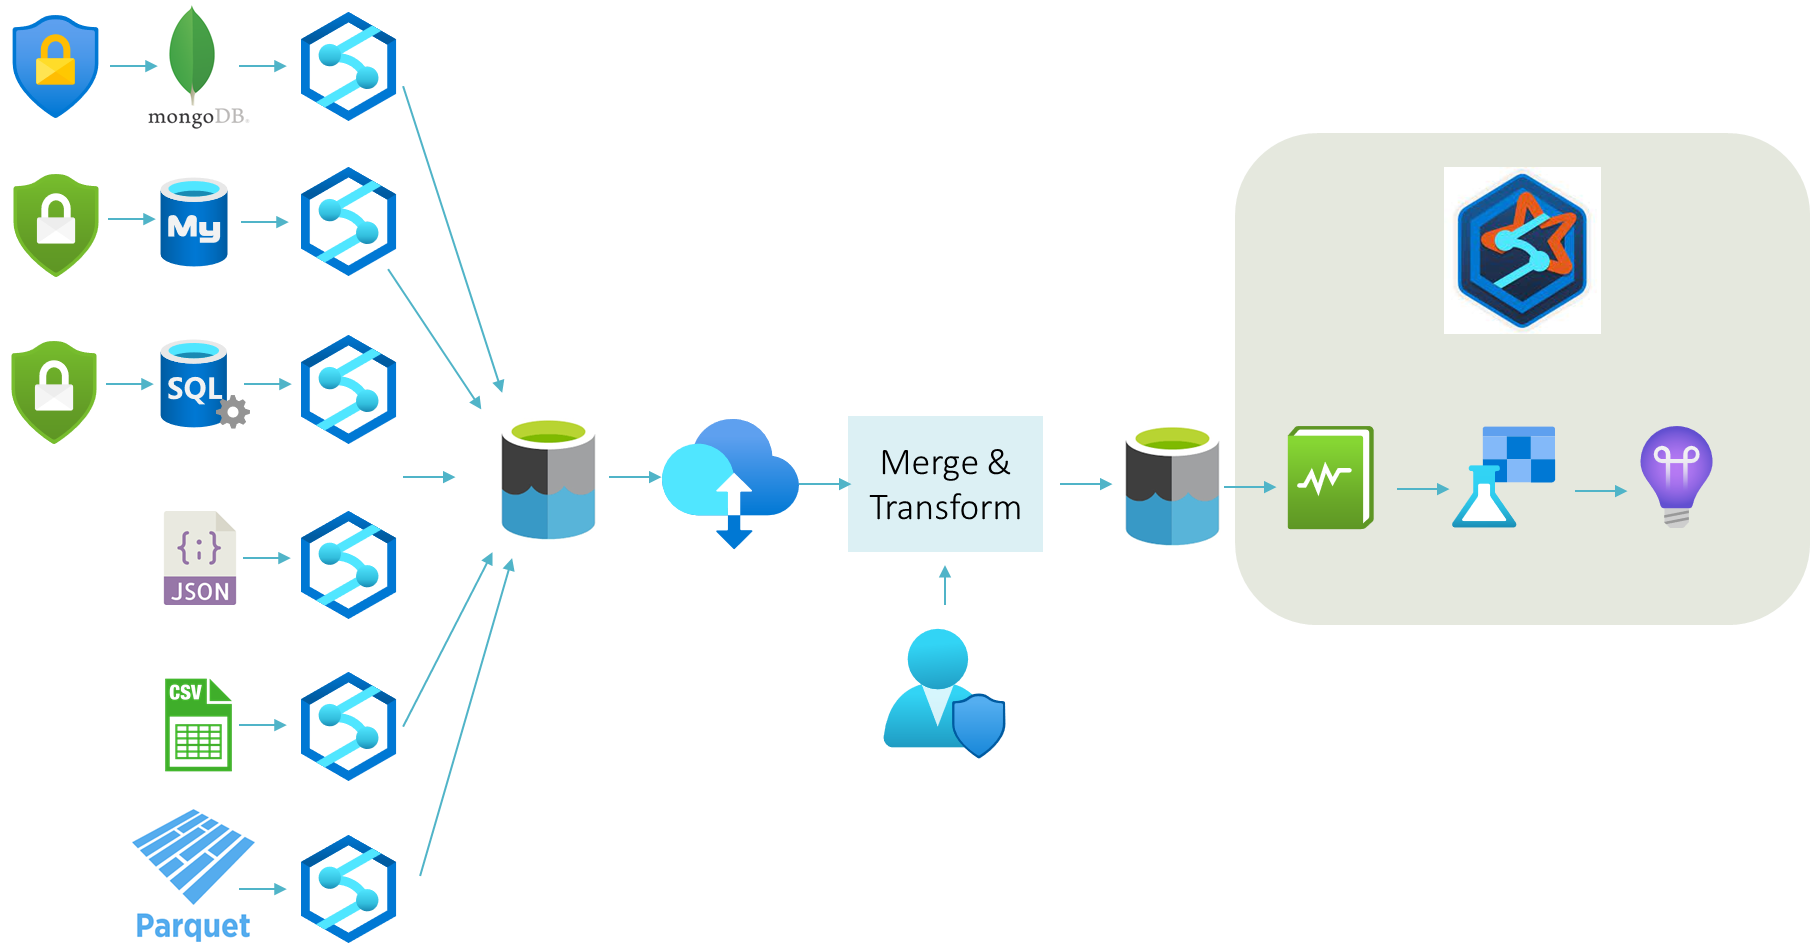 mongoDB.
My
SQL
Merge &
Transform
{;}
JSON
CSV
Parquet